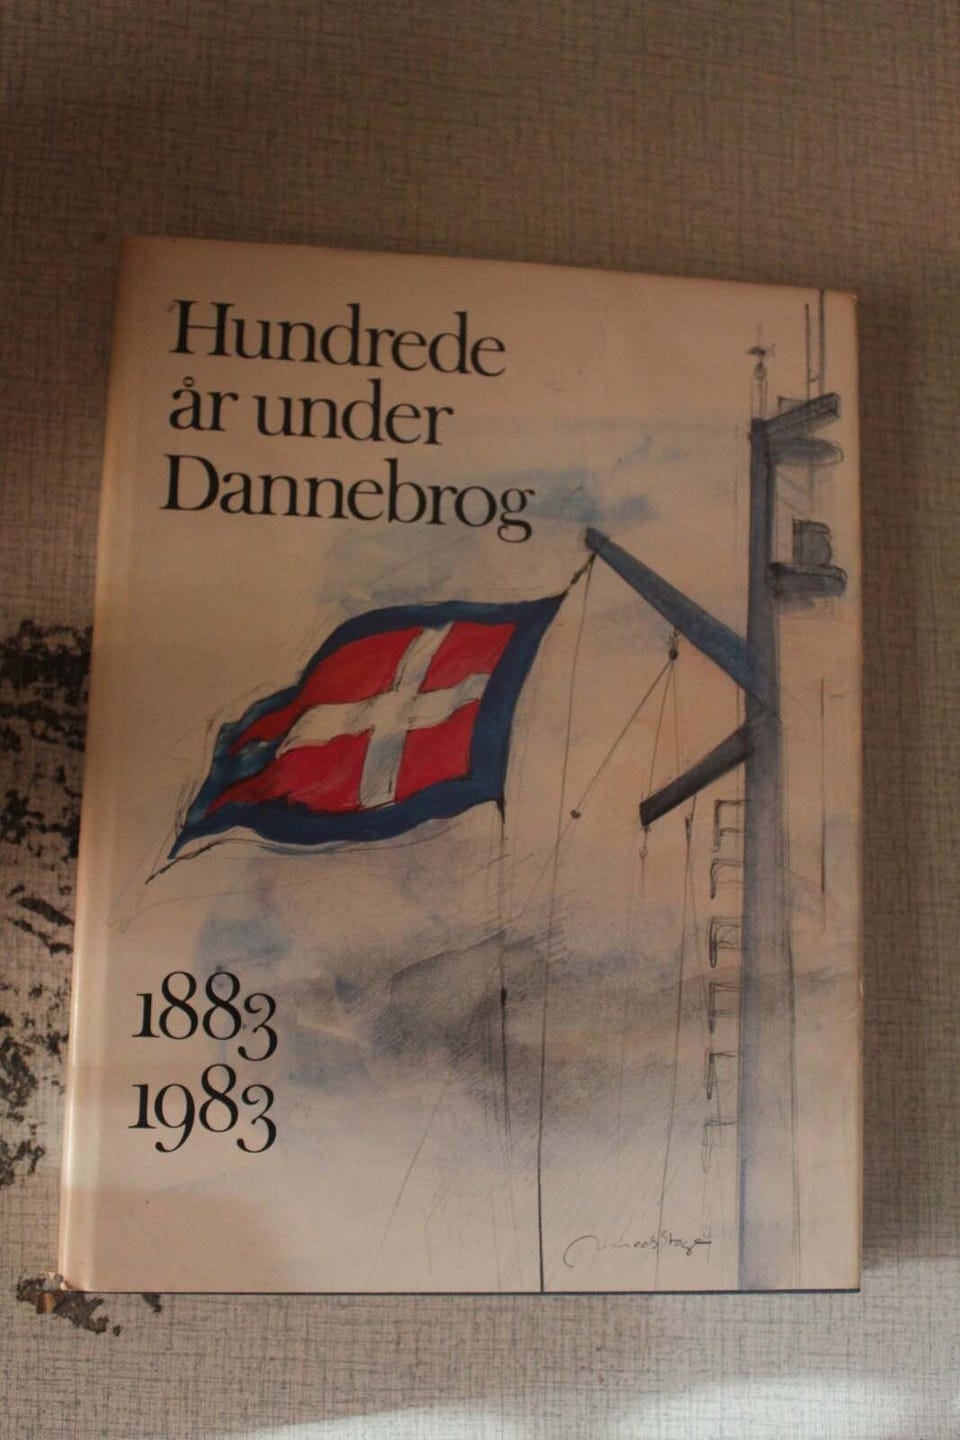 Hundrede
år under
Dannebrog
1883
1983